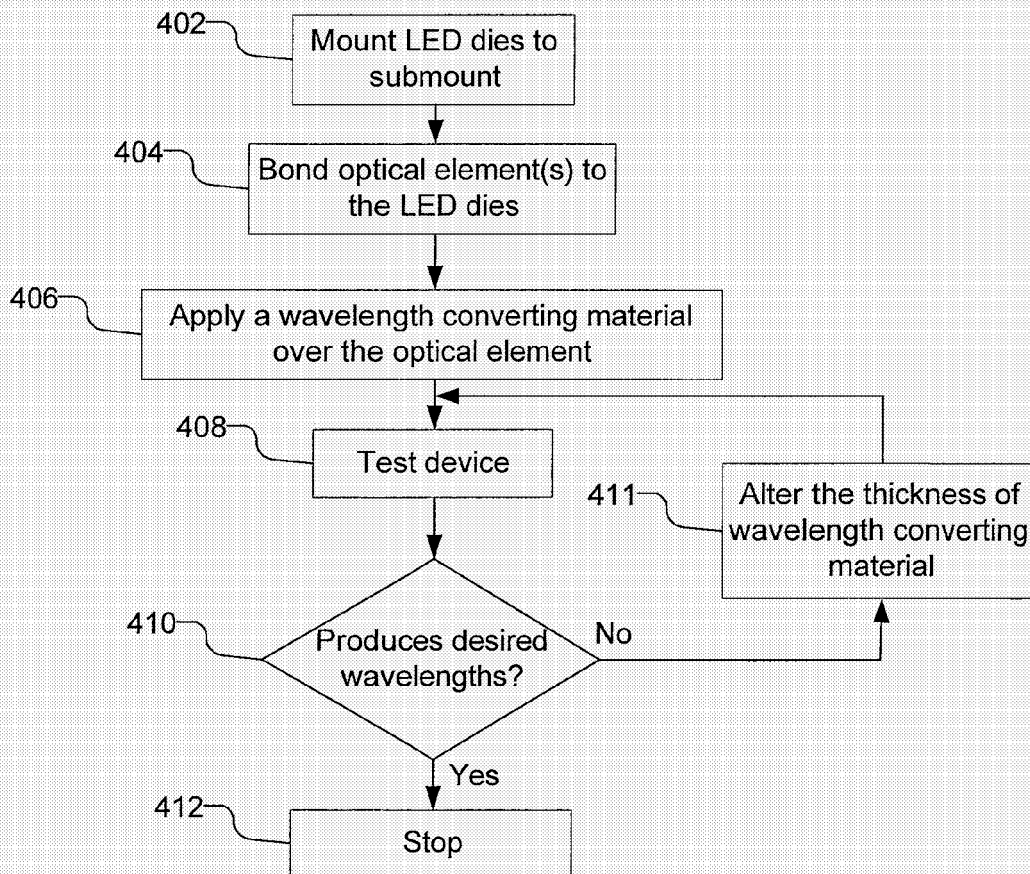 402
Mount LED dies to
submount
404
Bond optical element(s) to
the LED dies
406
Apply a wavelength converting material
over the optical element
408
Test device
411
Alter the thickness of
wavelength converting
material
410
Produces desired
wavelengths?
No
Yes
412
Stop